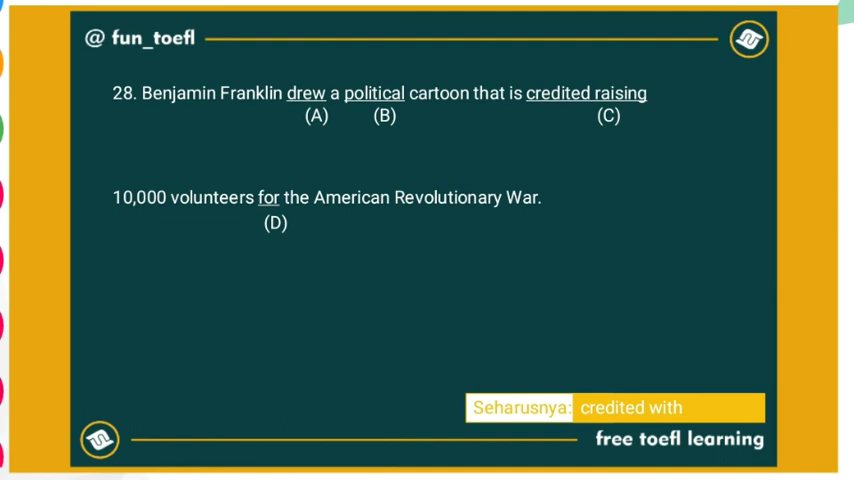 @ fun_toefl
28. Benjamin Franklin drew a political cartoon that is credited raising
(A) (B) (C)
10,000 volunteers for the American Revolutionary War.
(D)
Seharusnya: credited with
free toefl learning